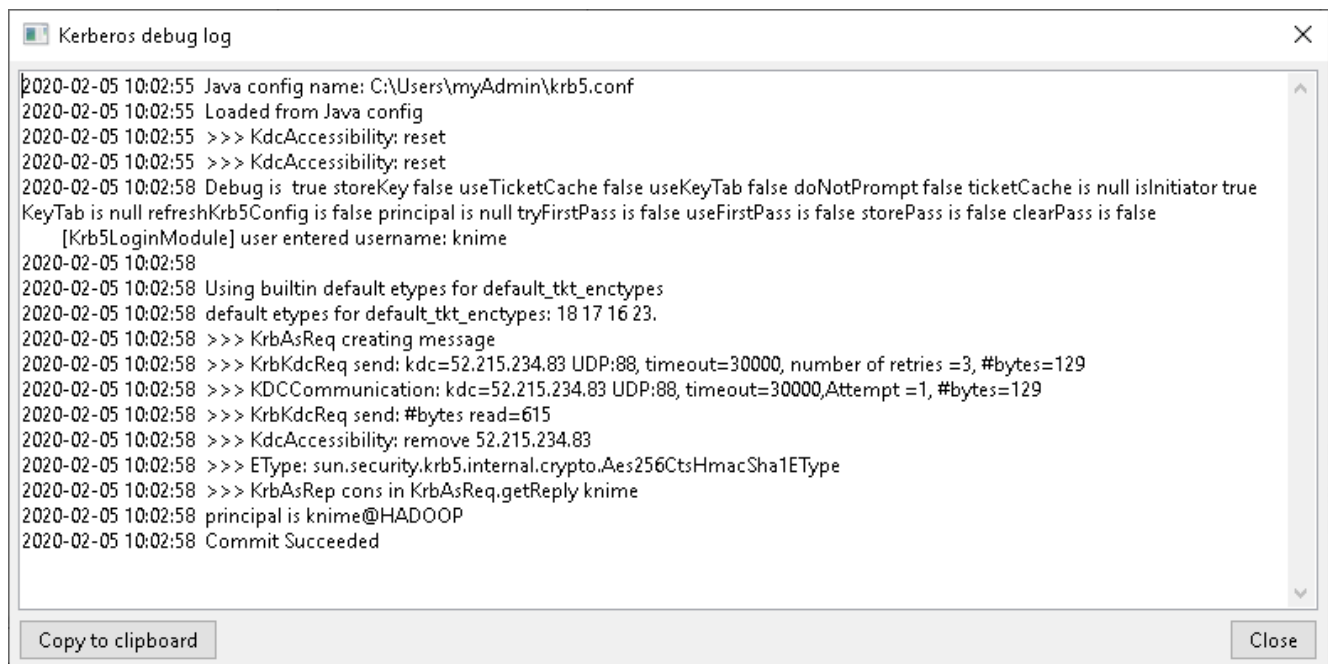 Kerberos debug log
2020-02-05 10:02:55 Java config name: C:\Users\myAdmin\krb5.conf
2020-02-05 10:02:55 Loaded from Java config
2020-02-05 10:02:55 >>> KdcAccessibility: reset
2020-02-05 10:02:55 >>> KdcAccessibility: reset
2020-02-05 10:02:58 Debug is  true storeKey false useTicketCache false useKeyTab false doNotPrompt false ticketCache is null isInitiator true
KeyTab is null refreshKrb5Config is false principal is null tryFirstPass is false useFirstPass is false storePass is false clearPass is false
[Krb5LoginModule] user entered username: knime
2020-02-05 10:02:58
2020-02-05 10:02:58 Using builtin default etypes for default_tkt_enctypes
2020-02-05 10:02:58 default etypes for default_tkt_enctypes: 18 17 16 23.
2020-02-05 10:02:58 >>> KrbAsReq creating message
2020-02-05 10:02:58 >>> KrbKdcReq send: kdc=52.215.234.83 UDP:88, timeout=30000, number of retries =3, #bytes=129
2020-02-05 10:02:58 >>> KDCCommunication: kdc=52.215.234.83 UDP:88, timeout=30000,Attempt =1, #bytes=129
2020-02-05 10:02:58 >>> KrbKdcReq send: #bytes read=615
2020-02-05 10:02:58 >>> KdcAccessibility: remove 52.215.234.83
2020-02-05 10:02:58 >>> EType: sun.security.krb5.internal.crypto.Aes256CtsHmacSha1EType
2020-02-05 10:02:58 >>> KrbAsRep cons in KrbAsReq.getReply knime
2020-02-05 10:02:58 principal is knime@HADOOP
2020-02-05 10:02:58 Commit Succeeded
Copy to clipboard
Close